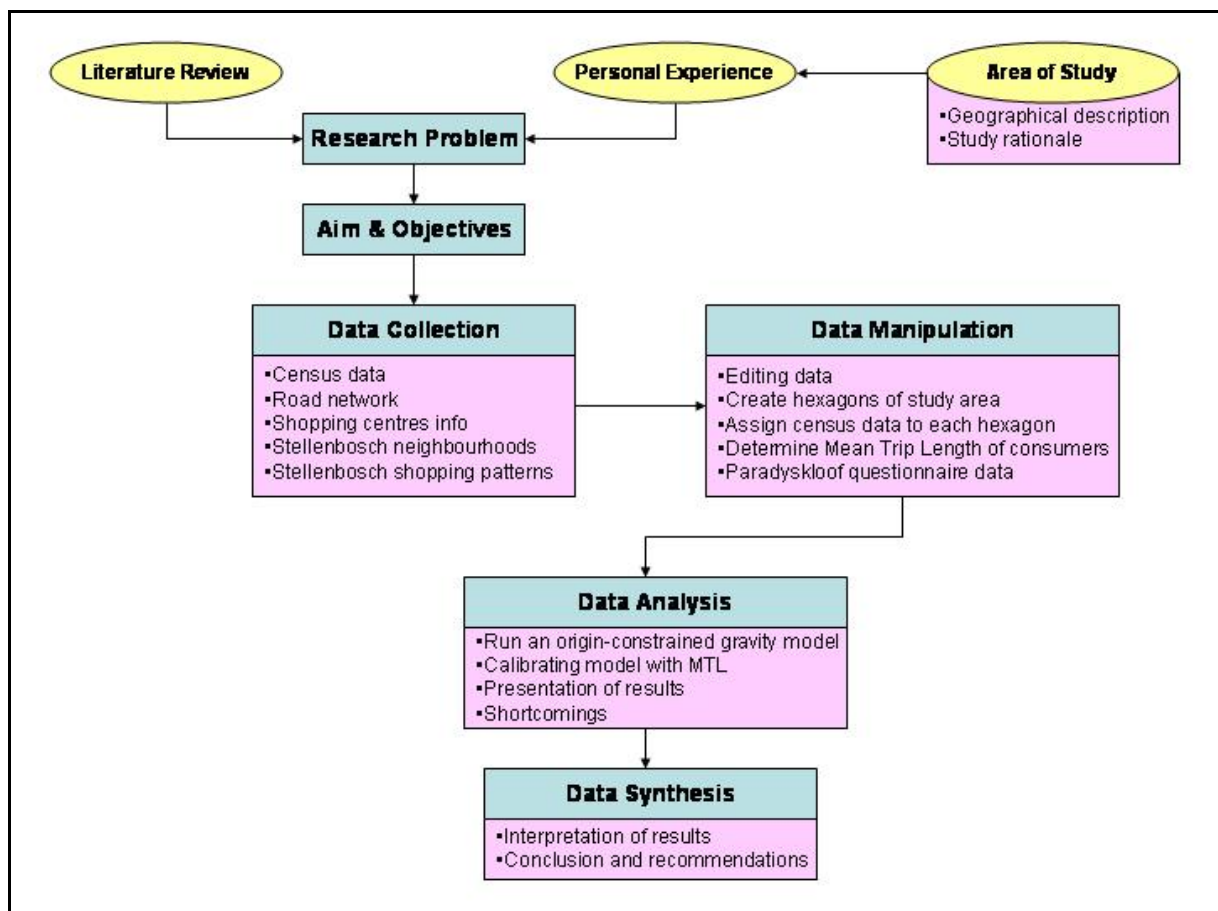 Literature Review
Personal Experience
Area of Study
▪Geographical description
▪Study rationale
Research Problem
Aim & Objectives
Data Collection
▪Census data
▪Road network
▪Shopping centres info
▪Stellenbosch neighbourhoods
▪Stellenbosch shopping patterns
Data Manipulation
▪Editing data
▪Create hexagons of study area
▪Assign census data to each hexagon
▪Determine Mean Trip Length of consumers
▪Paradyskloof questionnaire data
Data Analysis
▪Run an origin-constrained gravity model
▪Calibrating model with MTL
▪Presentation of results
▪Shortcomings
Data Synthesis
▪Interpretation of results
▪Conclusion and recommendations